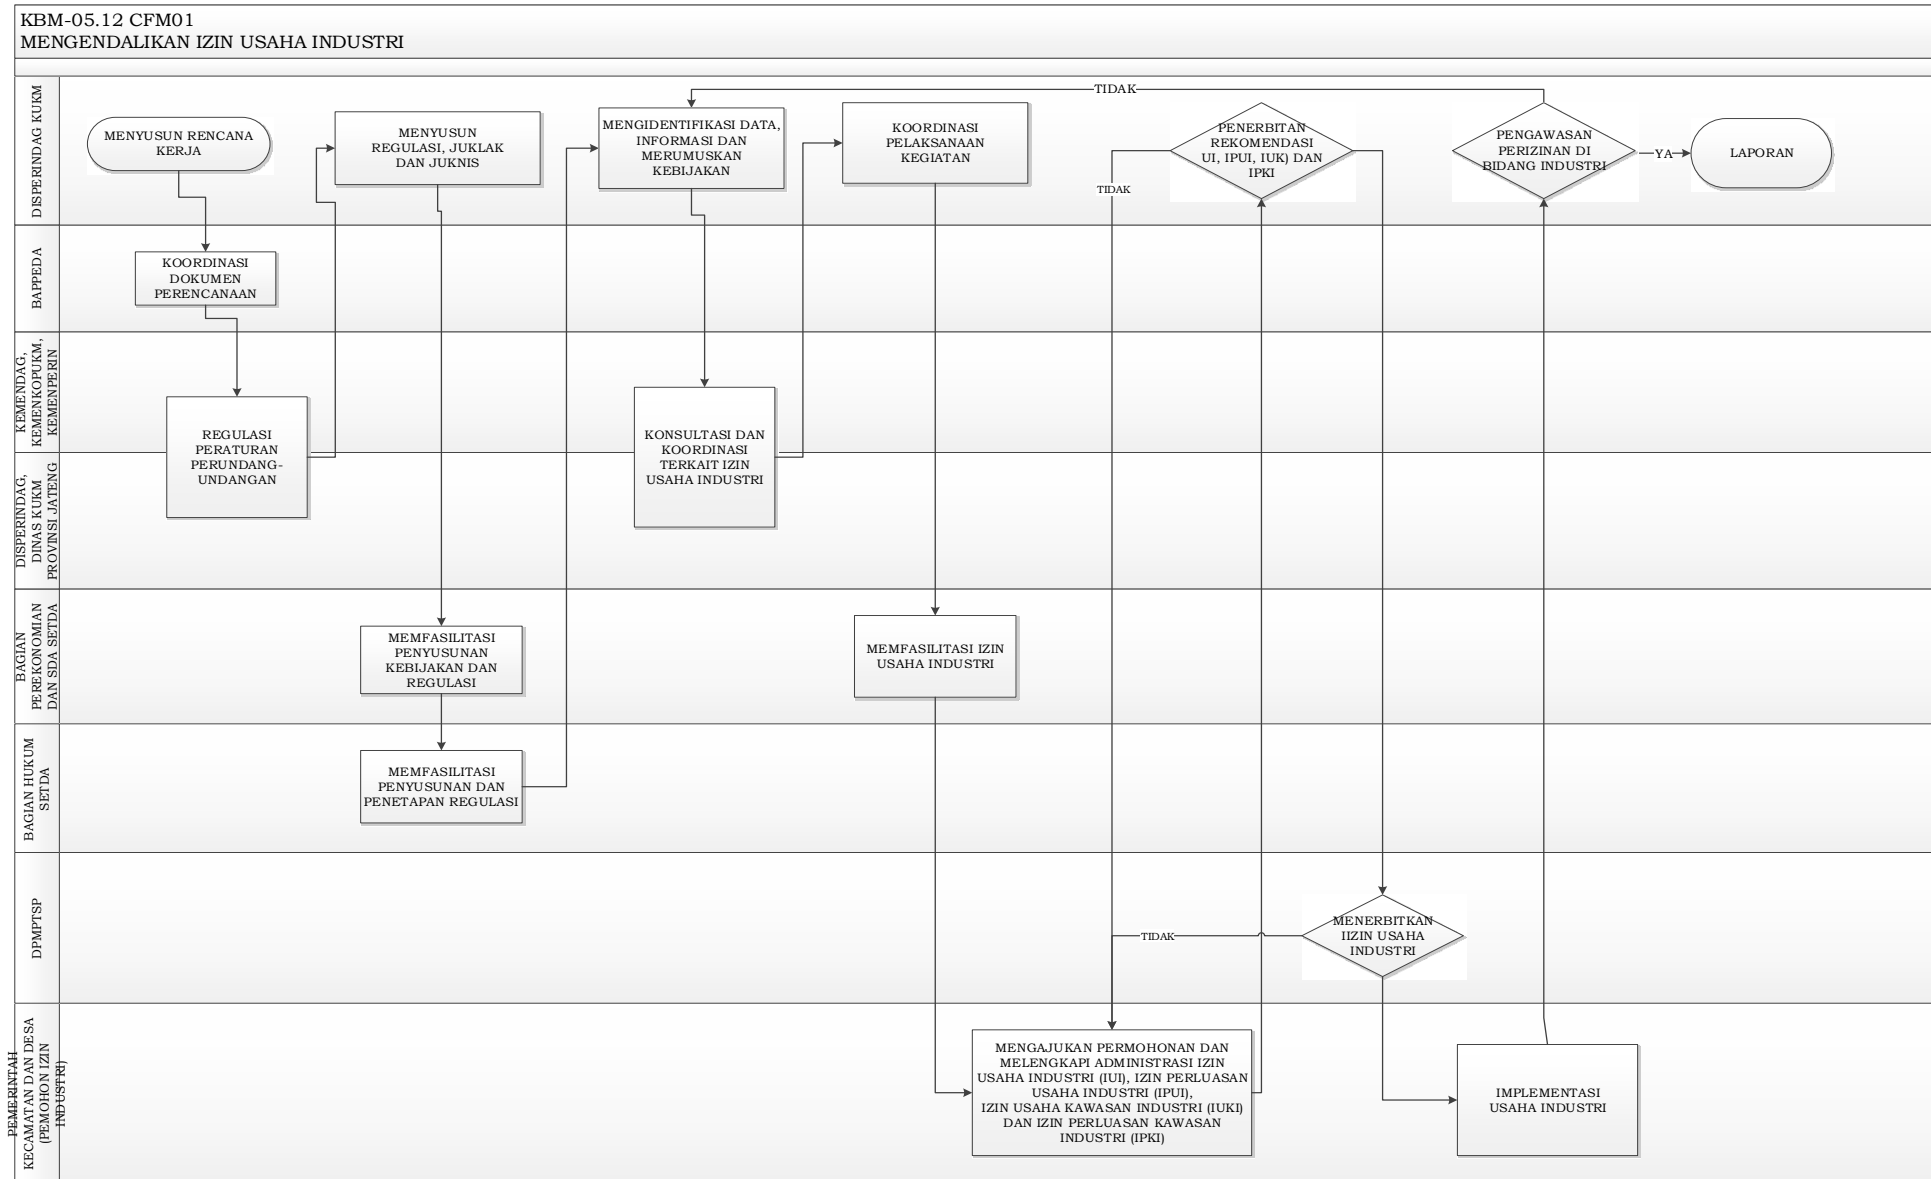 KBM-05.12 CFM01
MENGENDALIKAN IZIN USAHA INDUSTRI
DISPERINDAG KUKM
MENYUSUN RENCANA
KERJA
MENYUSUN
REGULASI, JUKLAK
DAN JUKNIS
MENGIDENTIFIKASI DATA,
INFORMASI DAN
MERUMUSKAN
KEBIJAKAN
KOORDINASI
PELAKSANAAN
KEGIATAN
TIDAK
PENERBITAN
REKOMENDASI
UI, IPUI, IUK) DAN
IPKI
TIDAK
PENGAWASAN
PERIZINAN DI
BIDANG INDUSTRI
YA
LAPORAN
BAPPEDA
KOORDINASI
DOKUMEN
PERENCANAAN
KEMENDAG,
KEMENKOPUKM,
KEMENPERIN
REGULASI
PERATURAN
PERUNDANG-
UNDANGAN
KONSULTASI DAN
KOORDINASI
TERKAIT IZIN
USAHA INDUSTRI
DISPERINDAG,
DINAS KUKM
PROVINSI JATENG
BAGIAN
PEREKONOMIAN
DAN SDA SETDA
MEMFASILITASI
PENYUSUNAN
KEBIJAKAN DAN
REGULASI
MEMFASILITASI IZIN
USAHA INDUSTRI
BAGIAN HUKUM
SETDA
MEMFASILITASI
PENYUSUNAN DAN
PENETAPAN REGULASI
DPMPTSP
TIDAK
MENERBITKAN
IIZIN USAHA
INDUSTRI
PEMERINTAH
KECAMATAN DAN DESA
(PEMOHON IZIN
INDUSTRI)
MENGAJUKAN PERMOHONAN DAN
MELENGKAPI ADMINISTRASI IZIN
USAHA INDUSTRI (IUI), IZIN PERLUASAN
USAHA INDUSTRI (IPUI),
IZIN USAHA KAWASAN INDUSTRI (IUKI)
DAN IZIN PERLUASAN KAWASAN
INDUSTRI (IPKI)
IMPLEMENTASI
USAHA INDUSTRI